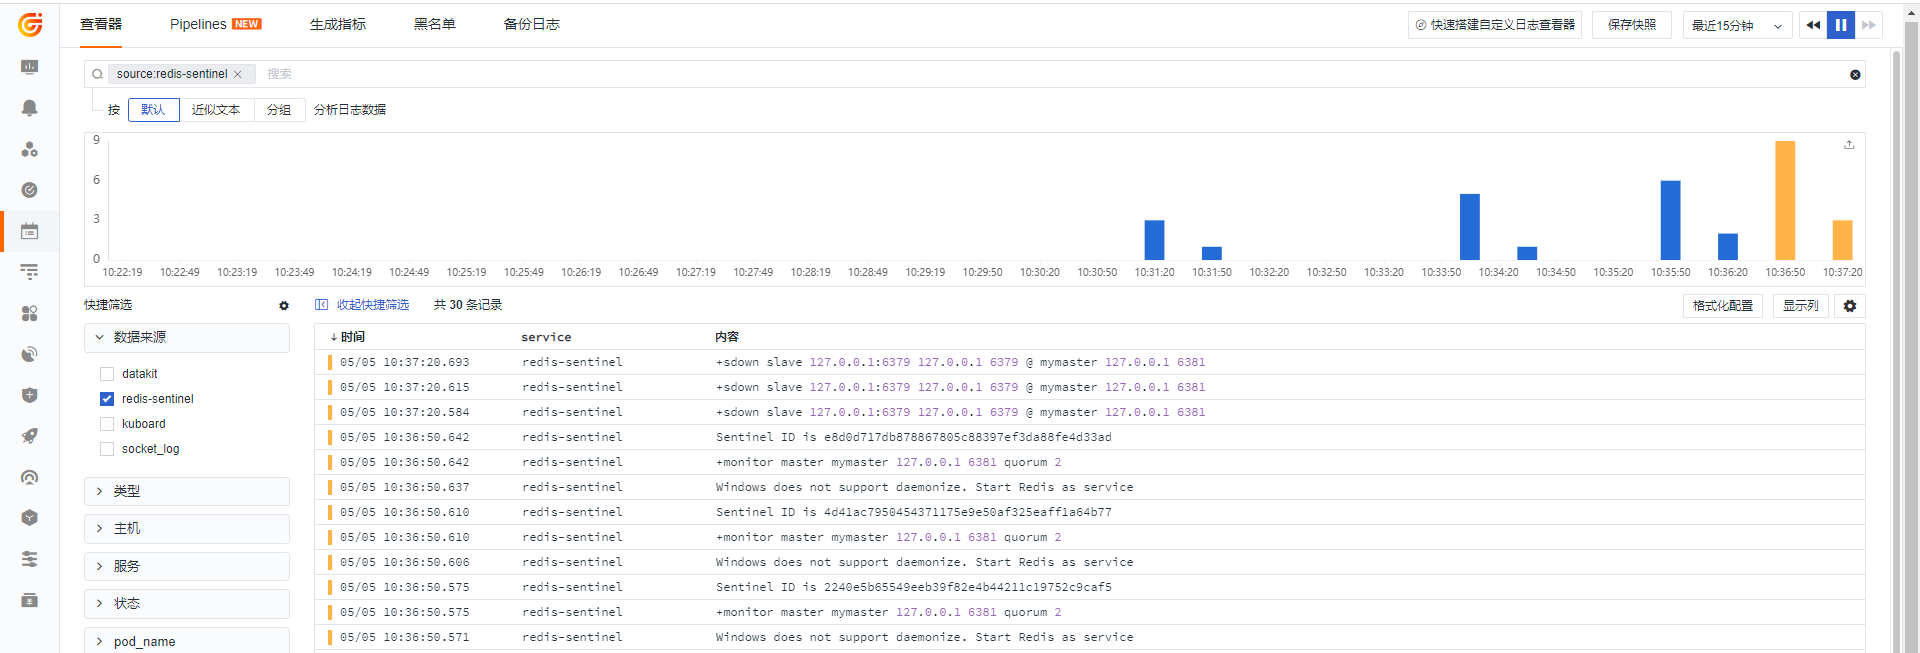 查看器 Pipelines NEW 生成指标 黑名单 备份日志 快速搭建自定义日志查看器 保存快照 最近15分钟
source:redis-sentinel × 搜索
按 默认 近似文本 分组 分析日志数据
9
6
3
0
10:22:19 10:22:49 10:23:19 10:23:49 10:24:19 10:24:49 10:25:19 10:25:49 10:26:19 10:26:49 10:27:19 10:27:49 10:28:19 10:28:49 10:29:19 10:29:50 10:30:20 10:30:50 10:31:20 10:31:50 10:32:20 10:32:50 10:33:20 10:33:50 10:34:20 10:34:50 10:35:20 10:35:50 10:36:20 10:36:50 10:37:20
快捷筛选 收起快捷筛选 共 30 条记录 格式化配置 显示列
数据来源
datakit
redis-sentinel
kuboard
socket_log
类型
主机
服务
状态
pod_name
↓时间 service 内容
05/05 10:37:20.693 redis-sentinel +sdown slave 127.0.0.1:6379 127.0.0.1 6379 @ mymaster 127.0.0.1 6381
05/05 10:37:20.615 redis-sentinel +sdown slave 127.0.0.1:6379 127.0.0.1 6379 @ mymaster 127.0.0.1 6381
05/05 10:37:20.584 redis-sentinel +sdown slave 127.0.0.1:6379 127.0.0.1 6379 @ mymaster 127.0.0.1 6381
05/05 10:36:50.642 redis-sentinel Sentinel ID is e8d0d717db878867805c88397ef3da88fe4d33ad
05/05 10:36:50.642 redis-sentinel +monitor master mymaster 127.0.0.1 6381 quorum 2
05/05 10:36:50.637 redis-sentinel Windows does not support daemonize. Start Redis as service
05/05 10:36:50.610 redis-sentinel Sentinel ID is 4d41ac7950454371175e9e50af325eaff1a64b77
05/05 10:36:50.610 redis-sentinel +monitor master mymaster 127.0.0.1 6381 quorum 2
05/05 10:36:50.606 redis-sentinel Windows does not support daemonize. Start Redis as service
05/05 10:36:50.575 redis-sentinel Sentinel ID is 2240e5b65549eeb39f82e4b44211c19752c9caf5
05/05 10:36:50.575 redis-sentinel +monitor master mymaster 127.0.0.1 6381 quorum 2
05/05 10:36:50.571 redis-sentinel Windows does not support daemonize. Start Redis as service